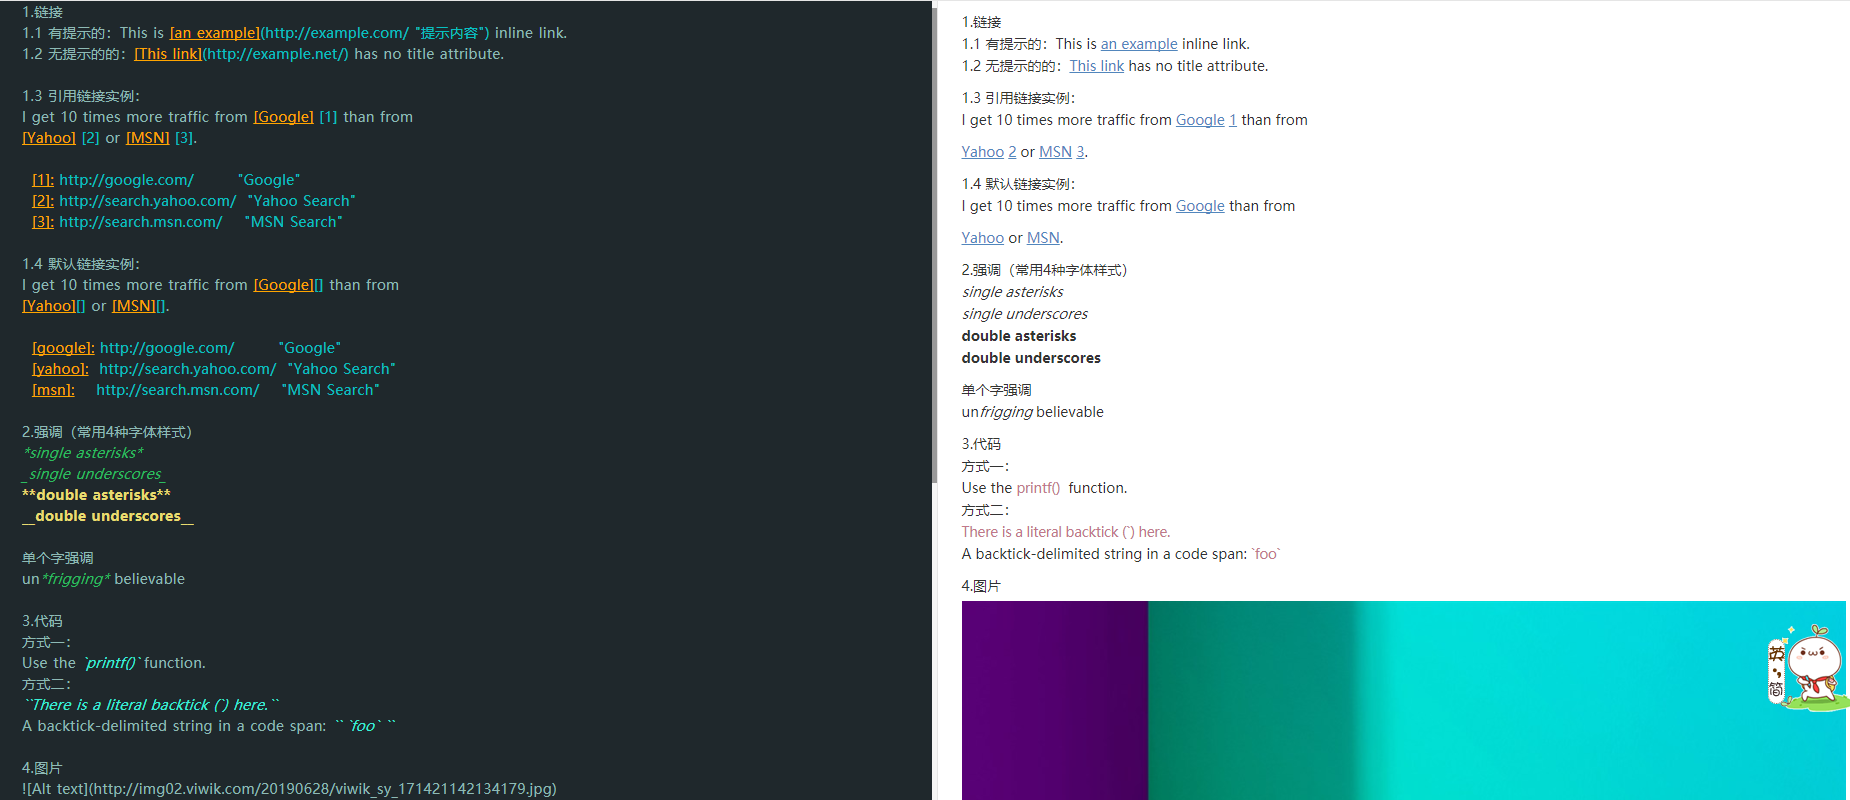 1.链接
1.1 有提示的：This is [an example](http://example.com/ "提示内容") inline link.
1.2 无提示的的：[This link](http://example.net/) has no title attribute.
1.3 引用链接实例：
I get 10 times more traffic from [Google] [1] than from
[Yahoo] [2] or [MSN] [3].
[1]: http://google.com/ "Google"
[2]: http://search.yahoo.com/ "Yahoo Search"
[3]: http://search.msn.com/ "MSN Search"
1.4 默认链接实例：
I get 10 times more traffic from [Google][] than from
[Yahoo][] or [MSN][].
[google]: http://google.com/ "Google"
[yahoo]: http://search.yahoo.com/ "Yahoo Search"
[msn]: http://search.msn.com/ "MSN Search"
2.强调（常用4种字体样式）
*single asterisks*
_single underscores_
**double asterisks**
__double underscores__
单个字强调
un*frigging* believable
3.代码
方式一：
Use the `printf()` function.
方式二：
``There is a literal backtick (`) here.``
A backtick-delimited string in a code span: `` `foo` ``
4.图片
![Alt text](http://img02.viwik.com/20190628/viwik_sy_171421142134179.jpg)
1.链接
1.1 有提示的：This is an example inline link.
1.2 无提示的的：This link has no title attribute.
1.3 引用链接实例：
I get 10 times more traffic from Google 1 than from
Yahoo 2 or MSN 3.
1.4 默认链接实例：
I get 10 times more traffic from Google than from
Yahoo or MSN.
2.强调（常用4种字体样式）
single asterisks
single underscores
double asterisks
double underscores
单个字强调
unfrigging believable
3.代码
方式一：
Use the printf() function.
方式二：
There is a literal backtick (`) here.
A backtick-delimited string in a code span: `foo`
4.图片
英
简